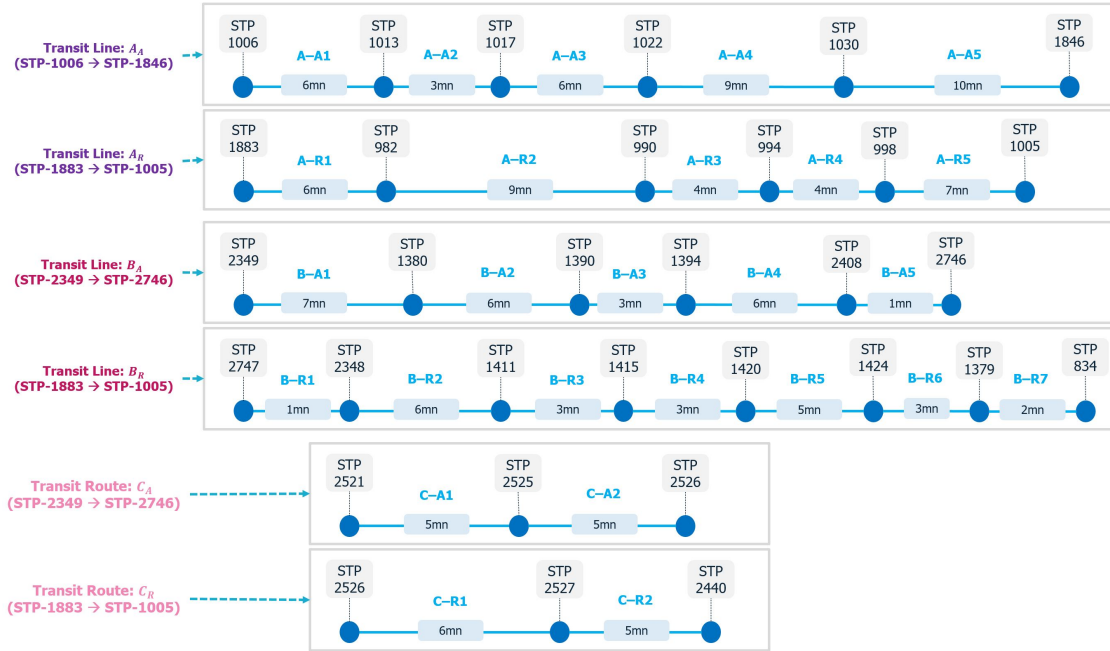 Transit Line: A_A
(STP-1006 → STP-1846)
STP 1006
STP 1013
STP 1017
STP 1022
STP 1030
STP 1846
A–A1
A–A2
A–A3
A–A4
A–A5
6mn
3mn
6mn
9mn
10mn
Transit Line: A_R
(STP-1883 → STP-1005)
STP 1883
STP 982
STP 990
STP 994
STP 998
STP 1005
A–R1
A–R2
A–R3
A–R4
A–R5
6mn
9mn
4mn
4mn
7mn
Transit Line: B_A
(STP-2349 → STP-2746)
STP 2349
STP 1380
STP 1390
STP 1394
STP 2408
STP 2746
B–A1
B–A2
B–A3
B–A4
B–A5
7mn
6mn
3mn
6mn
1mn
Transit Line: B_R
(STP-1883 → STP-1005)
STP 2747
STP 2348
STP 1411
STP 1415
STP 1420
STP 1424
STP 1379
STP 834
B–R1
B–R2
B–R3
B–R4
B–R5
B–R6
B–R7
1mn
6mn
3mn
3mn
5mn
3mn
2mn
Transit Route: C_A
(STP-2349 → STP-2746)
STP 2521
STP 2525
STP 2526
C–A1
C–A2
5mn
5mn
Transit Route: C_R
(STP-1883 → STP-1005)
STP 2526
STP 2527
STP 2440
C–R1
C–R2
6mn
5mn